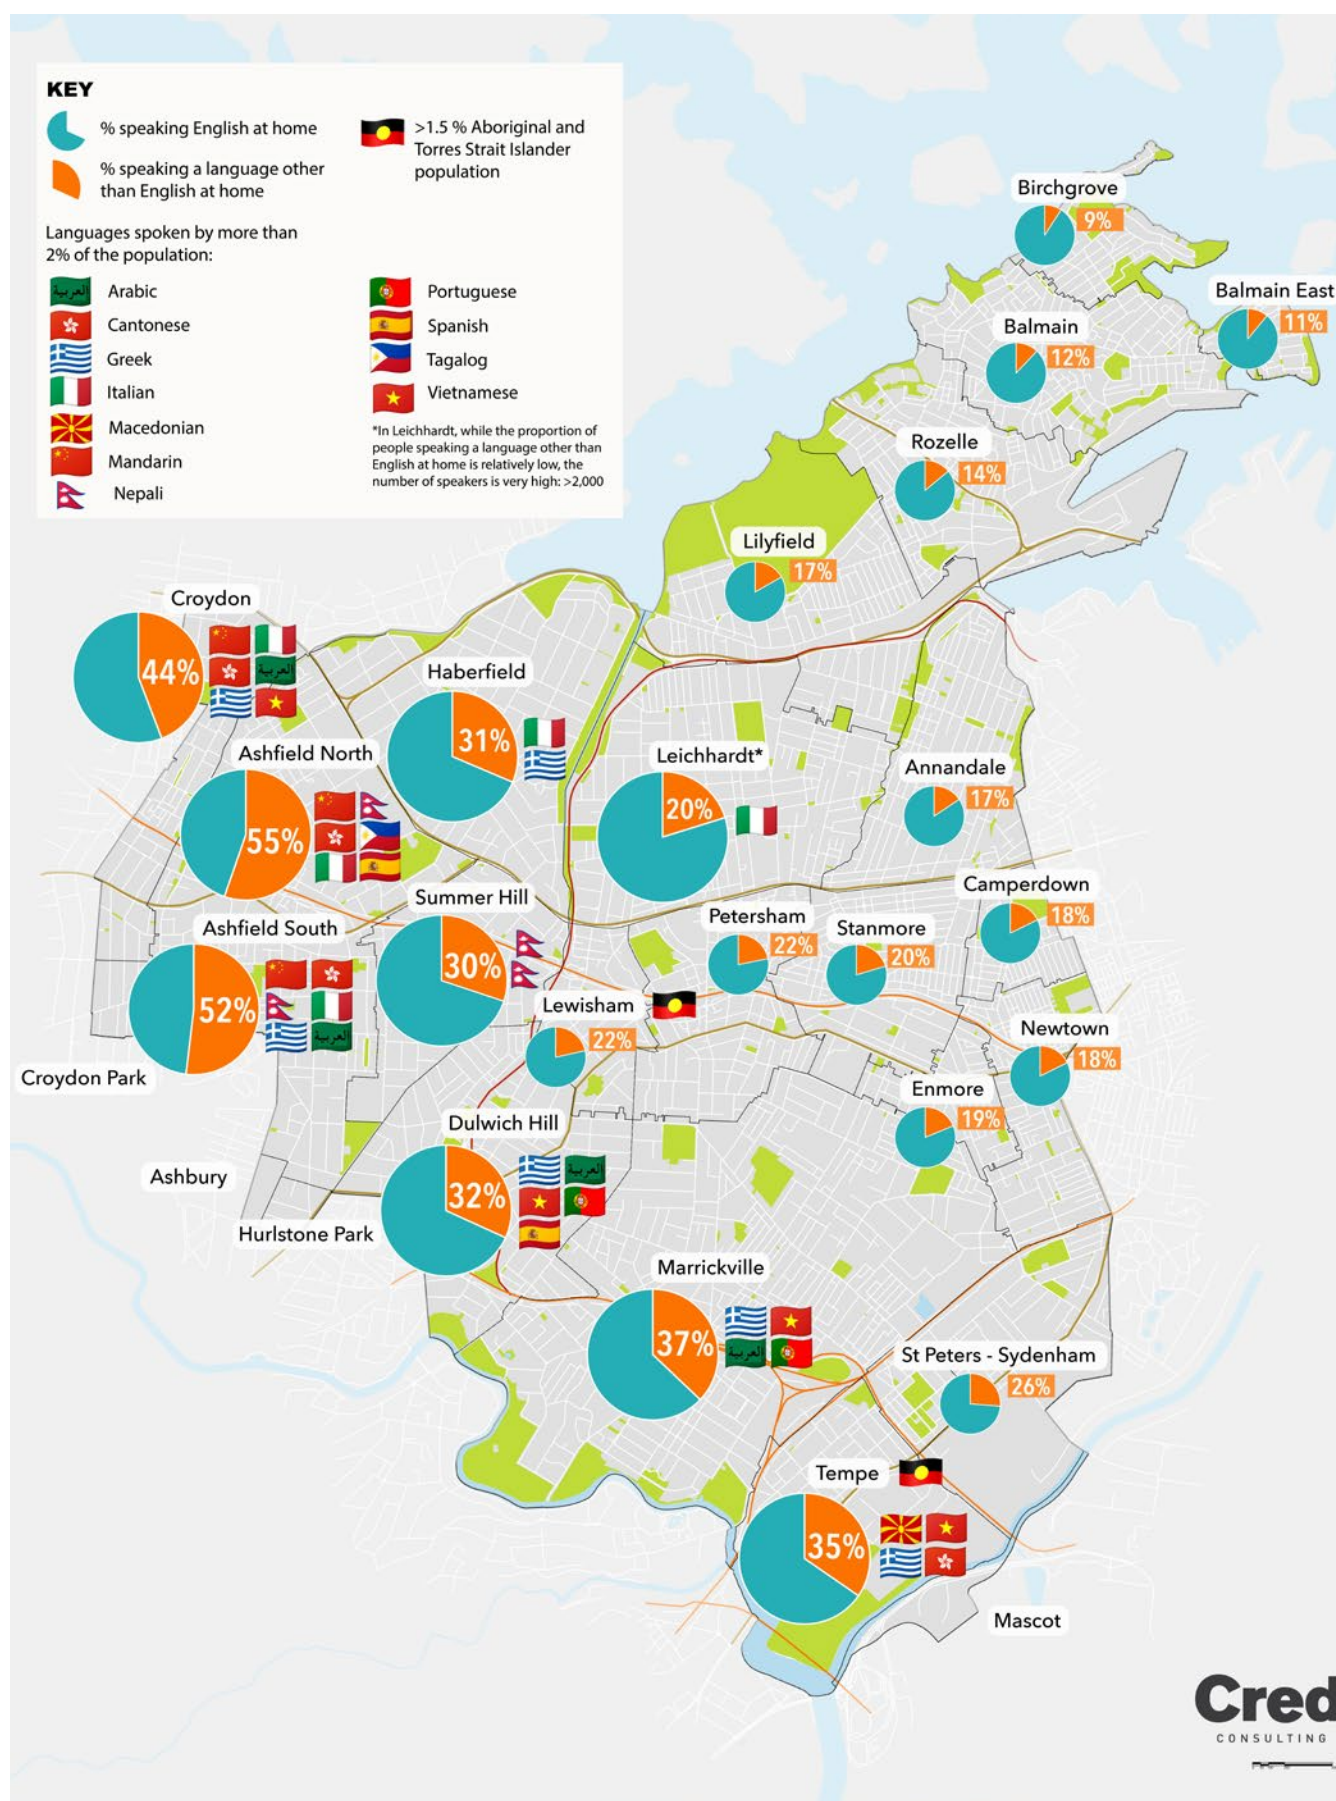 KEY
% speaking English at home
% speaking a language other
than English at home
>1.5 % Aboriginal and
Torres Strait Islander
population
Languages spoken by more than
2% of the population:
العربية
Arabic
Cantonese
Greek
Italian
Macedonian
Mandarin
Nepali
Portuguese
Spanish
Tagalog
Vietnamese
*In Leichhardt, while the proportion of
people speaking a language other than
English at home is relatively low, the
number of speakers is very high: >2,000
Birchgrove
9%
Balmain East
11%
Balmain
12%
Rozelle
14%
Lilyfield
17%
Croydon
44%
العربية
Haberfield
31%
Ashfield North
55%
Leichhardt*
20%
Annandale
17%
Summer Hill
30%
Camperdown
18%
Petersham
22%
Stanmore
20%
Ashfield South
52%
العربية
Lewisham
22%
Newtown
18%
Croydon Park
Enmore
19%
Dulwich Hill
32%
العربية
Ashbury
Hurlstone Park
Marrickville
37%
العربية
St Peters - Sydenham
26%
Tempe
35%
Mascot
Cred
CONSULTING